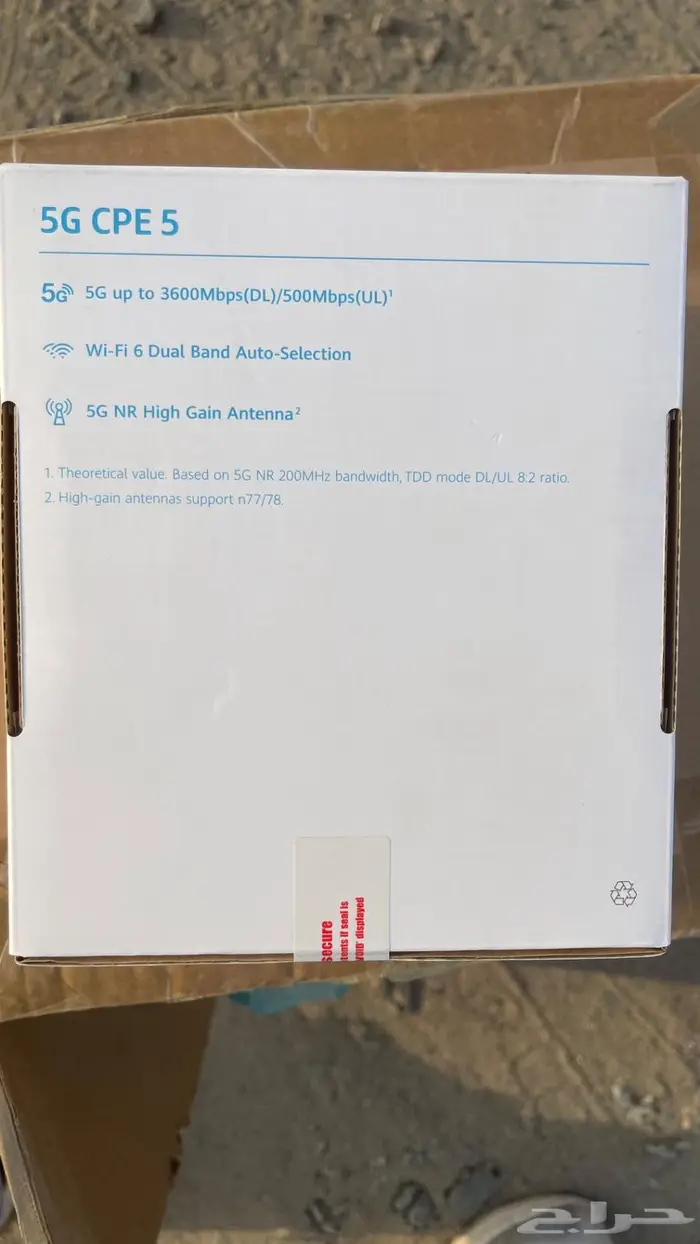 5G CPE 5
5G 5G up to 3600Mbps(DL)/500Mbps(UL)¹
Wi-Fi 6 Dual Band Auto-Selection
5G NR High Gain Antenna²
1. Theoretical value. Based on 5G NR 200MHz bandwidth, TDD mode DL/UL 8:2 ratio.
2. High-gain antennas support n77/78.
ecure
tents if seal is
displayed
حراج